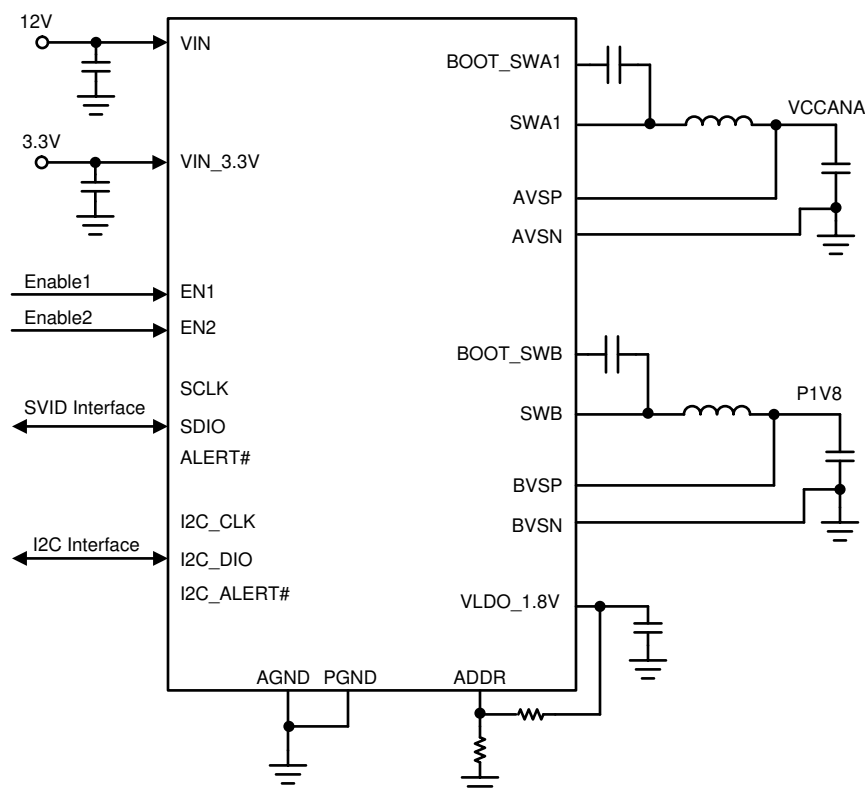 12V
VIN
BOOT_SWA1
VCCANA
SWA1
3.3V
VIN_3.3V
AVSP
AVSN
Enable1
EN1
Enable2
EN2
BOOT_SWB
SCLK
P1V8
SVID Interface
SWB
SDIO
ALERT#
BVSP
I2C_CLK
BVSN
I2C Interface
I2C_DIO
I2C_ALERT#
VLDO_1.8V
AGND
PGND
ADDR